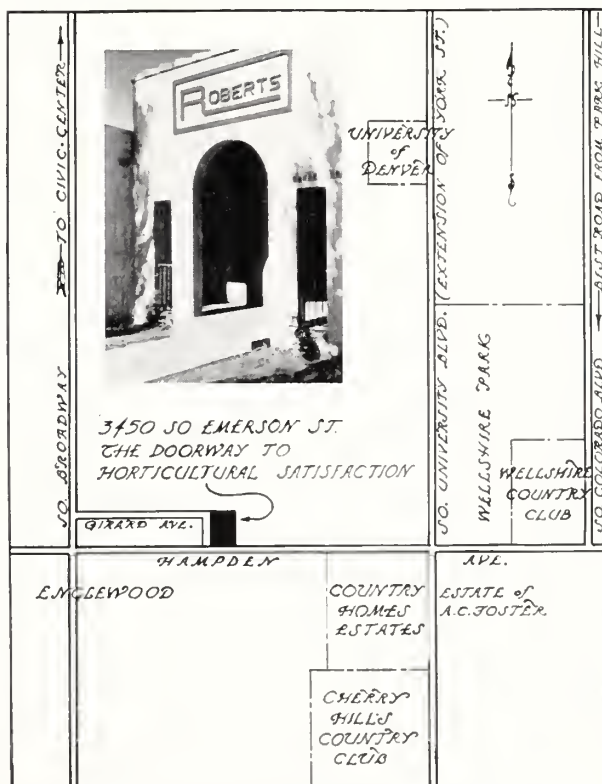 SO. BROADWAY
TO CIVIC CENTER
ROBERTS
UNIVERSITY
of
DENVER
SO. UNIVERSITY BLVD. (EXTENSION OF YORK ST.)
N
S
SO COLORADO BLVD
BEST ROAD FROM PARK HILL
3450 SO EMERSON ST.
THE DOORWAY TO
HORTICULTURAL SATISFACTION
WELLSHIRE PARK
WELLSHIRE
COUNTRY
CLUB
GIRARD AVE.
HAMPDEN AVE.
ENGLEWOOD
COUNTRY
HOMES
ESTATES
ESTATE of
A.C. FOSTER
CHERRY
HILLS
COUNTRY
CLUB